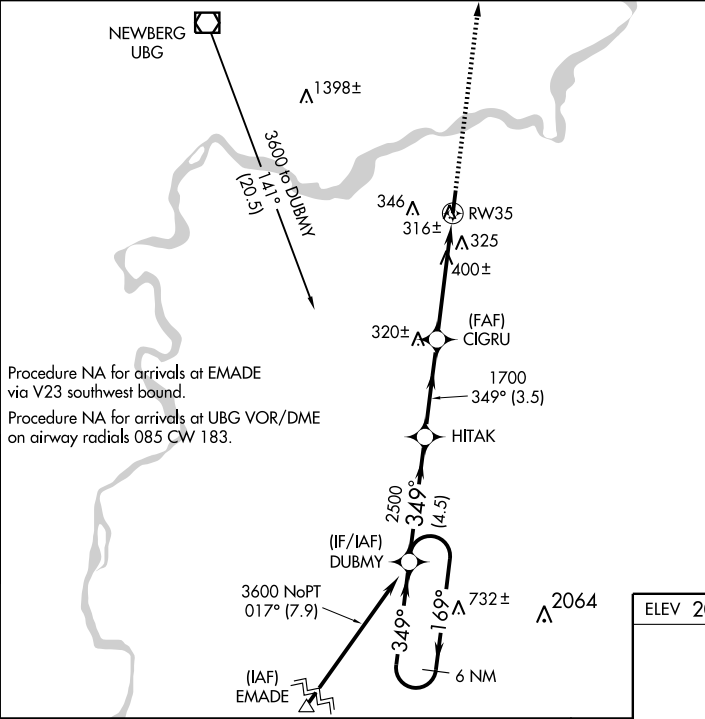 NEWBERG
UBG
1398±
3600 to DUBMY
141°
(20.5)
346
316±
RW35
325
400±
320±
(FAF)
CIGRU
Procedure NA for arrivals at EMADE
via V23 southwest bound.
Procedure NA for arrivals at UBG VOR/DME
on airway radials 085 CW 183.
1700
349° (3.5)
HITAK
2500
349°
(4.5)
(IF/IAF)
DUBMY
3600 NoPT
017° (7.9)
349°
169°
732±
2064
6 NM
(IAF)
EMADE